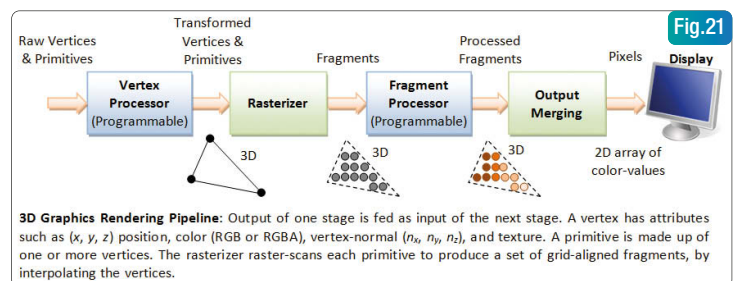 Fig.21
Raw Vertices
& Primitives
Transformed
Vertices &
Primitives
Fragments
Processed
Fragments
Pixels
Display
Vertex
Processor
(Programmable)
Rasterizer
Fragment
Processor
(Programmable)
Output
Merging
3D
3D
3D
2D array of
color-values
3D Graphics Rendering Pipeline: Output of one stage is fed as input of the next stage. A vertex has attributes
such as (x, y, z) position, color (RGB or RGBA), vertex-normal (nx, ny, nz), and texture. A primitive is made up of
one or more vertices. The rasterizer raster-scans each primitive to produce a set of grid-aligned fragments, by
interpolating the vertices.